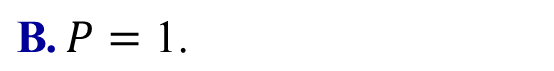 B. P = 1.